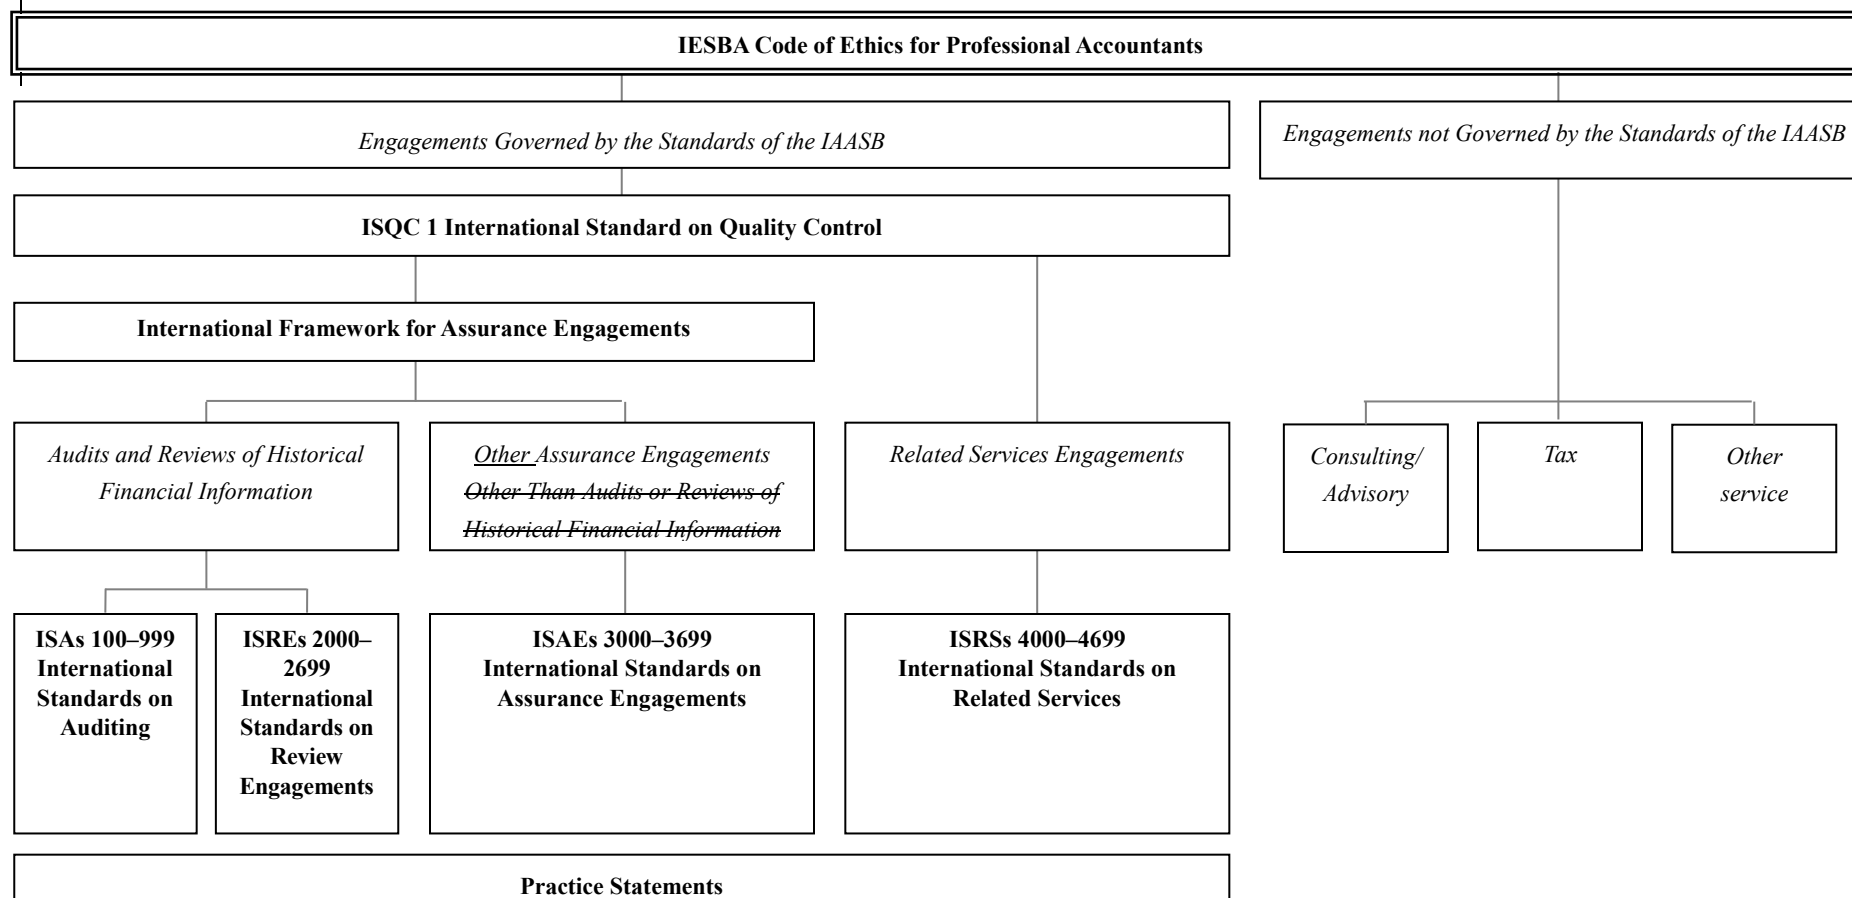 IESBA Code of Ethics for Professional Accountants
Engagements Governed by the Standards of the IAASB
Engagements not Governed by the Standards of the IAASB
ISQC 1 International Standard on Quality Control
International Framework for Assurance Engagements
Audits and Reviews of Historical
Financial Information
Other Assurance Engagements
Other Than Audits or Reviews of
Historical Financial Information
Related Services Engagements
Consulting/
Advisory
Tax
Other
service
ISAs 100–999
International
Standards on
Auditing
ISREs 2000–
2699
International
Standards on
Review
Engagements
ISAEs 3000–3699
International Standards on
Assurance Engagements
ISRSs 4000–4699
International Standards on
Related Services
Practice Statements